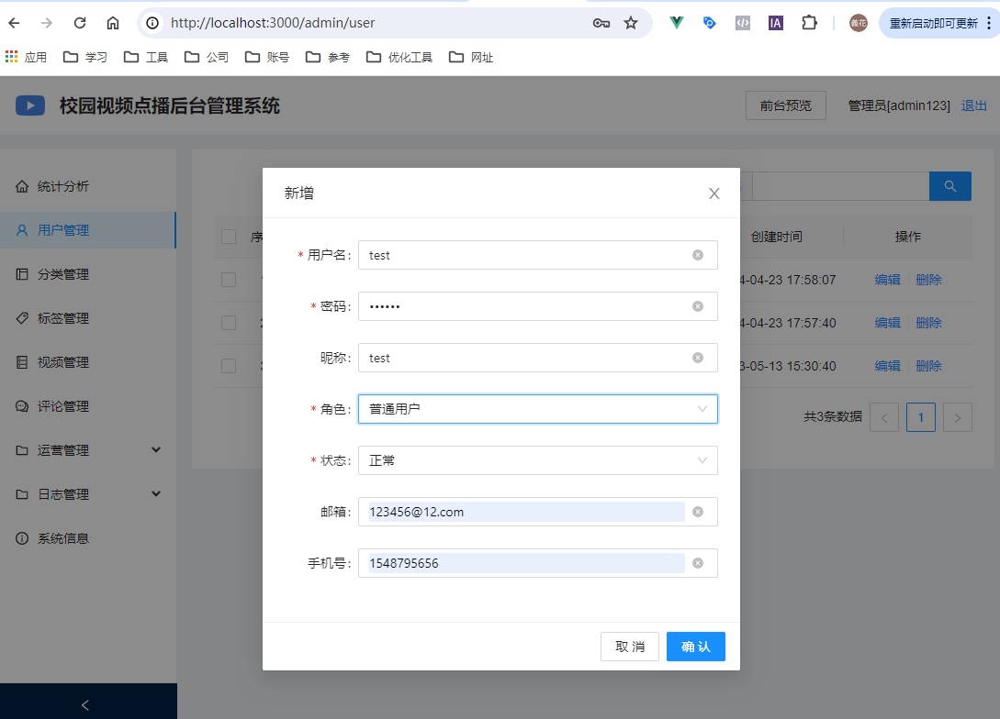 http://localhost:3000/admin/user
義花
重新启动即可更新
应用 学习 工具 公司 账号 参考 优化工具 网址
校园视频点播后台管理系统
前台预览 管理员[admin123] 退出
统计分析
用户管理
分类管理
标签管理
视频管理
评论管理
运营管理
日志管理
系统信息
新增
* 用户名: test
* 密码: ••••••
昵称: test
* 角色: 普通用户
* 状态: 正常
邮箱: 123456@12.com
手机号: 1548795656
取 消 确 认
序 创建时间 操作
4-04-23 17:58:07 编辑 删除
4-04-23 17:57:40 编辑 删除
3-05-13 15:30:40 编辑 删除
共3条数据 < 1 >